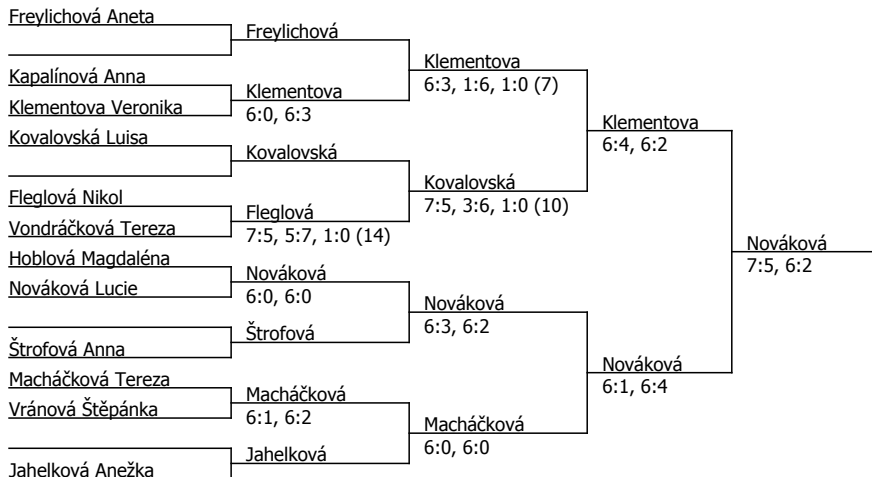 Freylichová Aneta
Kapalínová Anna
Klementova Veronika
Kovalovská Luisa
Fleglová Nikol
Vondráčková Tereza
Hoblová Magdaléna
Nováková Lucie
Štrofová Anna
Macháčková Tereza
Vránová Štěpánka
Jahelková Anežka
Freylichová
Klementova
6:0, 6:3
Kovalovská
Fleglová
7:5, 5:7, 1:0 (14)
Nováková
6:0, 6:0
Štrofová
Macháčková
6:1, 6:2
Jahelková
Klementova
6:3, 1:6, 1:0 (7)
Kovalovská
7:5, 3:6, 1:0 (10)
Nováková
6:3, 6:2
Macháčková
6:0, 6:0
Klementova
6:4, 6:2
Nováková
6:1, 6:4
Nováková
7:5, 6:2